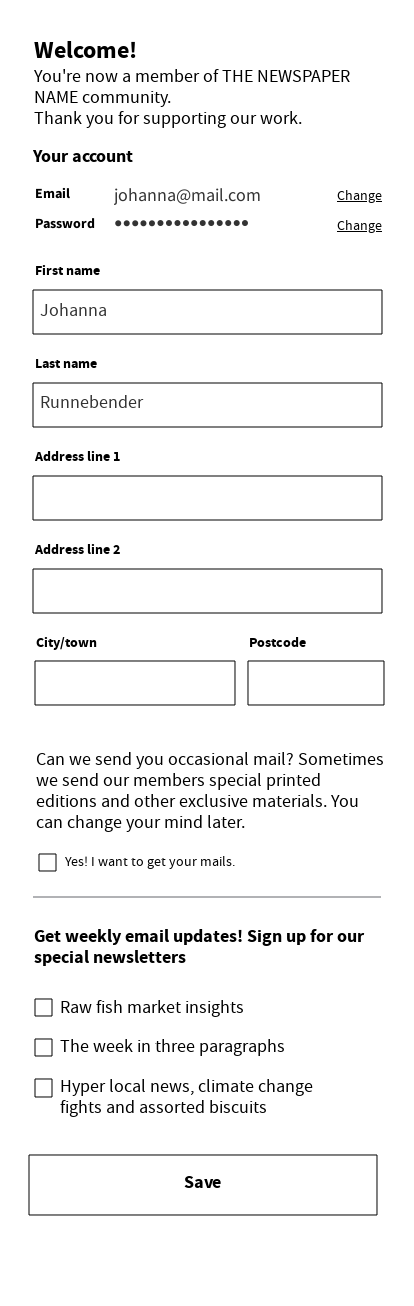 Welcome!
You're now a member of THE NEWSPAPER
NAME community.
Thank you for supporting our work.
Your account
Email johanna@mail.com Change
Password •••••••••••••••• Change
First name
Johanna
Last name
Runnebender
Address line 1
Address line 2
City/town Postcode
Can we send you occasional mail? Sometimes
we send our members special printed
editions and other exclusive materials. You
can change your mind later.
Yes! I want to get your mails.
Get weekly email updates! Sign up for our
special newsletters
Raw fish market insights
The week in three paragraphs
Hyper local news, climate change
fights and assorted biscuits
Save